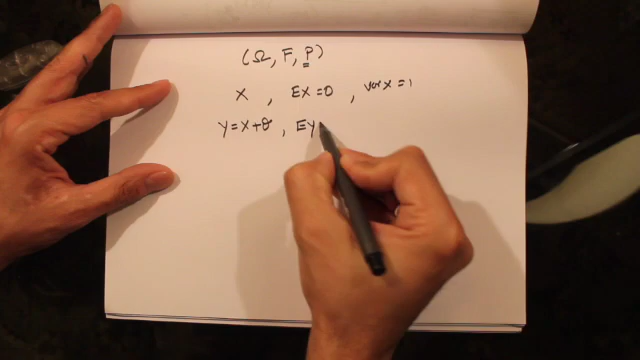 (Ω, F, P)
X , EX = 0 , var X = 1
Y = X + θ , EY